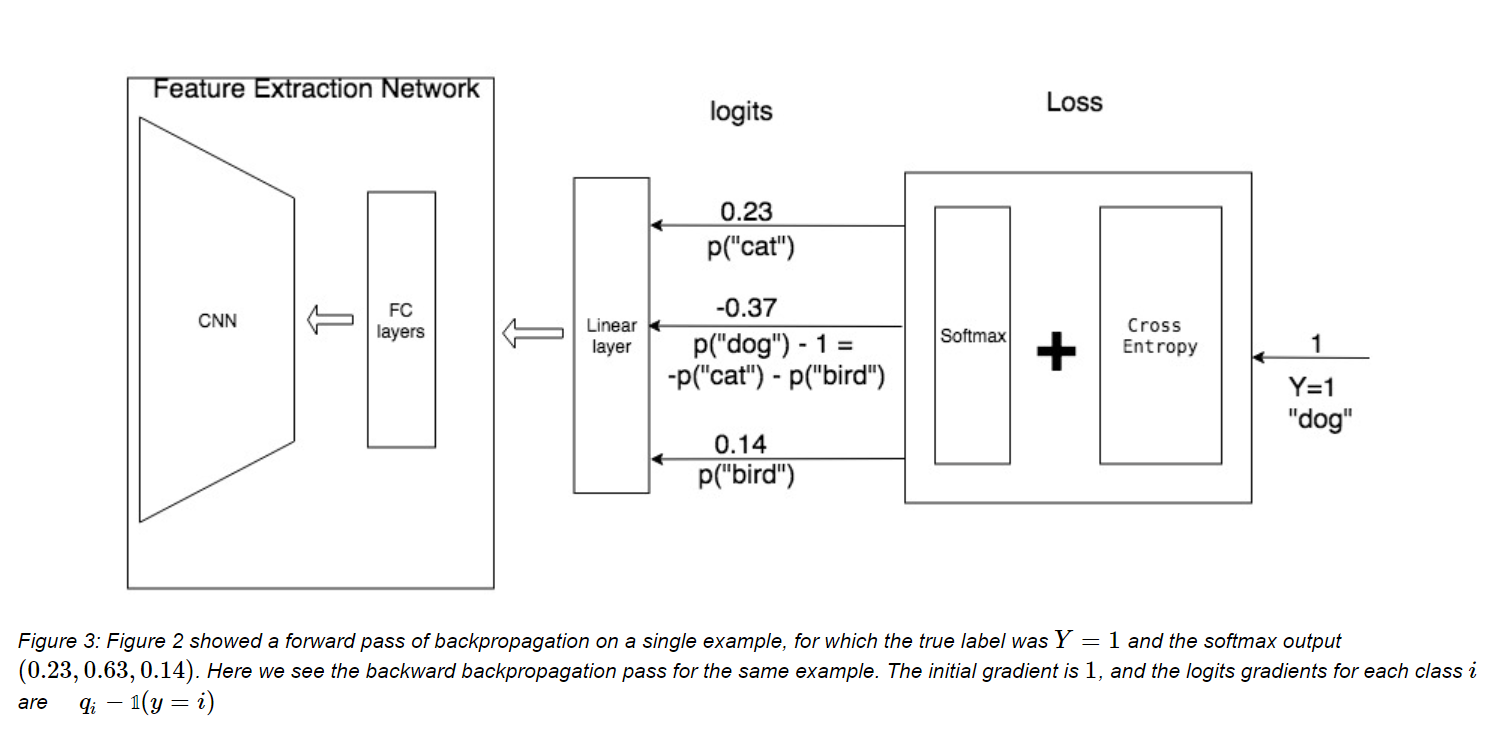 Feature Extraction Network
logits
Loss
CNN
FC
layers
Linear
layer
0.23
p("cat")
-0.37
p("dog") - 1 =
-p("cat") - p("bird")
0.14
p("bird")
Softmax
+
Cross
Entropy
1
Y=1
"dog"
Figure 3: Figure 2 showed a forward pass of backpropagation on a single example, for which the true label was Y = 1 and the softmax output
(0.23, 0.63, 0.14). Here we see the backward backpropagation pass for the same example. The initial gradient is 1, and the logits gradients for each class i
are qᵢ − 𝟙(y = i)